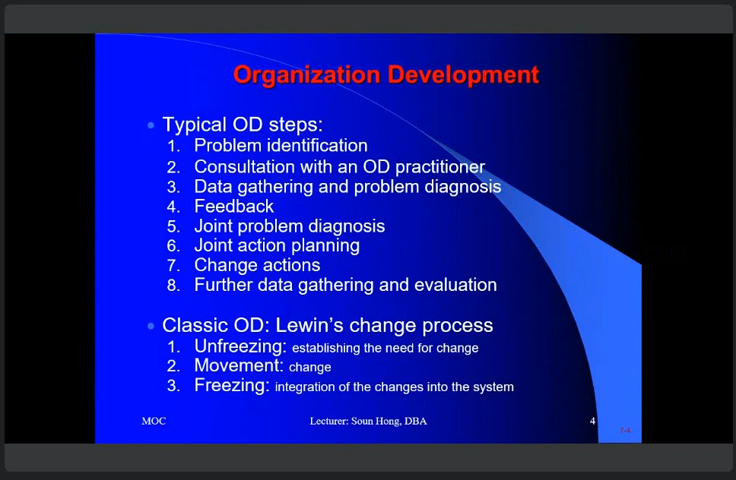 Organization Development
Typical OD steps:
1. Problem identification
2. Consultation with an OD practitioner
3. Data gathering and problem diagnosis
4. Feedback
5. Joint problem diagnosis
6. Joint action planning
7. Change actions
8. Further data gathering and evaluation
Classic OD: Lewin's change process
1. Unfreezing: establishing the need for change
2. Movement: change
3. Freezing: integration of the changes into the system
MOC Lecturer: Soun Hong, DBA 4